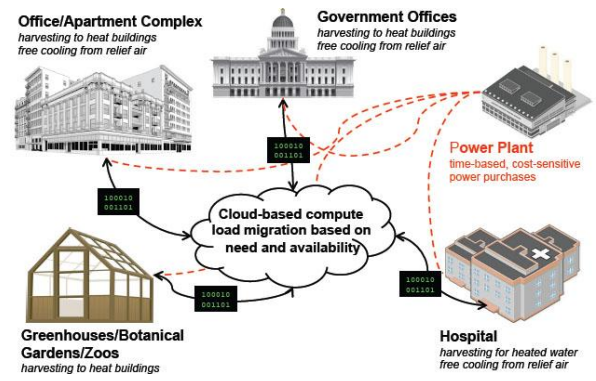 Office/Apartment Complex
harvesting to heat buildings
free cooling from relief air
Government Offices
harvesting to heat buildings
free cooling from relief air
Power Plant
time-based, cost-sensitive
power purchases
100010
001101
100010
001101
Cloud-based compute
load migration based on
need and availability
100010
001101
100010
001101
Greenhouses/Botanical
Gardens/Zoos
harvesting to heat buildings
Hospital
harvesting for heated water
free cooling from relief air